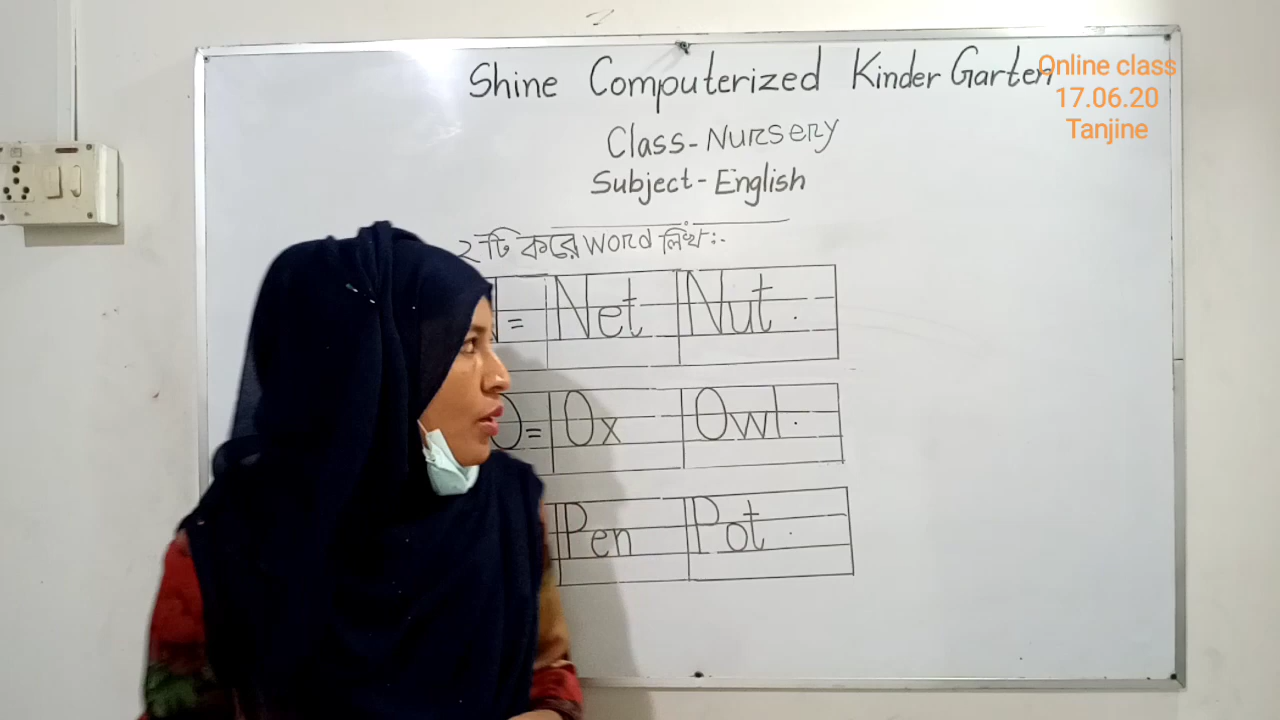 Shine Computerized Kinder Garten
Online class
17.06.20
Tanjine
Class-Nursery
Subject-English
২টি করে word লিখ:-
= Net Nut.
O= Ox Owl.
Pen Pot.